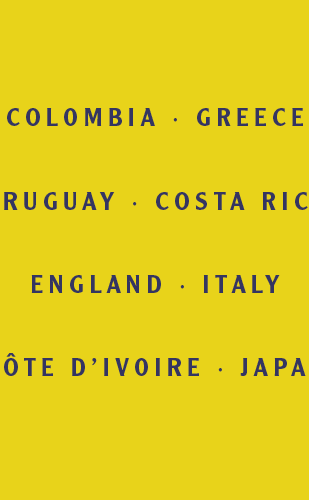 COLOMBIA · GREECE
RUGUAY · COSTA RIC
ENGLAND · ITALY
ÔTE D’IVOIRE · JAPA